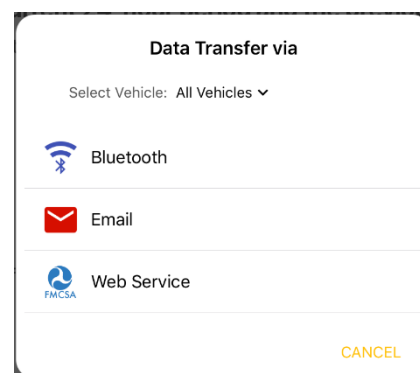 Data Transfer via
Select Vehicle: All Vehicles
Bluetooth
Email
FMCSA
Web Service
CANCEL